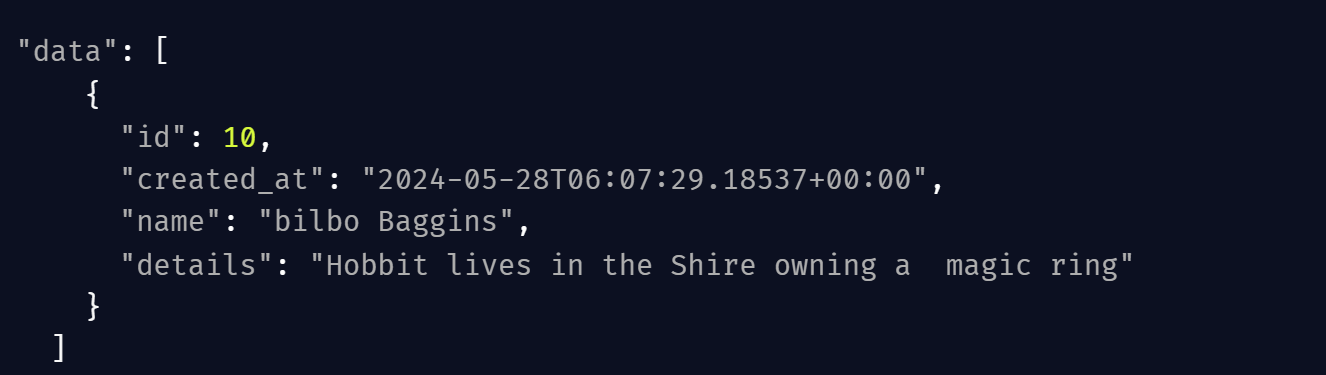 "data": [
    {
      "id": 10,
      "created_at": "2024-05-28T06:07:29.18537+00:00",
      "name": "bilbo Baggins",
      "details": "Hobbit lives in the Shire owning a  magic ring"
    }
  ]